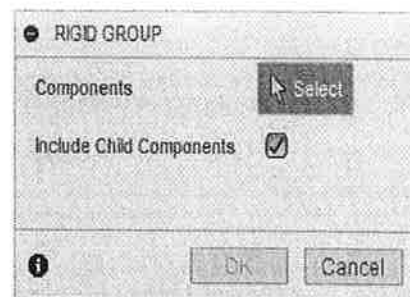 RIGID GROUP
Components Select
Include Child Components
OK Cancel